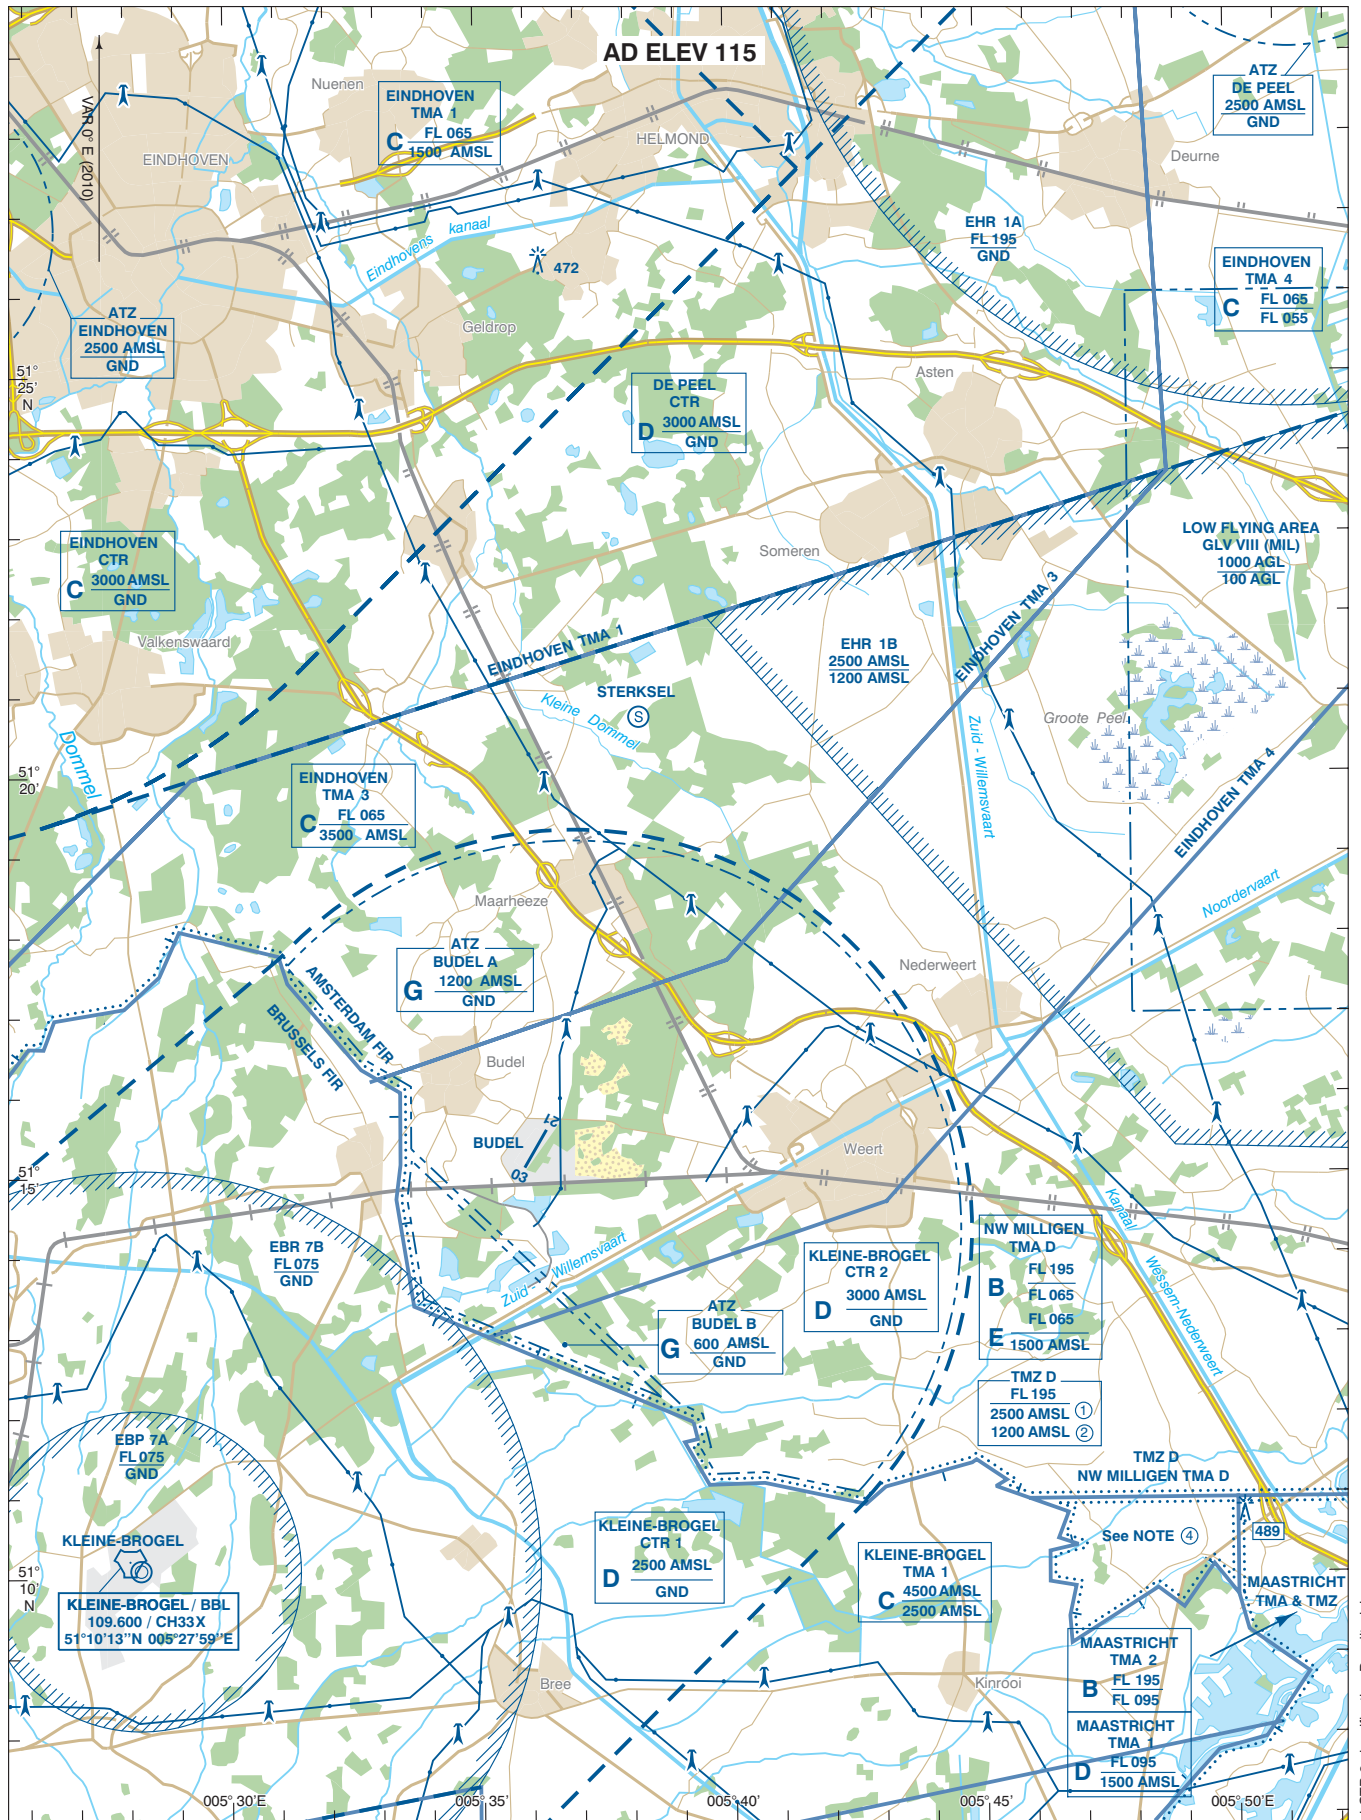 AD ELEV 115
Nuenen
EINDHOVEN
TMA 1
C FL 065
1500 AMSL
ATZ
DE PEEL
2500 AMSL
GND
VAR 0° E (2010)
EINDHOVEN
HELMOND
Deurne
Eindhovens kanaal
472
EHR 1A
FL 195
GND
EINDHOVEN
TMA 4
C FL 065
FL 055
ATZ
EINDHOVEN
2500 AMSL
GND
Geldrop
51°
25'
N
Asten
DE PEEL
CTR
D 3000 AMSL
GND
EINDHOVEN
CTR
C 3000 AMSL
GND
LOW FLYING AREA
GLV VIII (MIL)
1000 AGL
100 AGL
Someren
Valkenswaard
EINDHOVEN TMA 1
EINDHOVEN TMA 3
EHR 1B
2500 AMSL
1200 AMSL
STERKSEL
S
Kleine Dommel
Groote Peel
Dommel
Zuid - Willemsvaart
51°
20'
EINDHOVEN
TMA 3
C FL 065
3500 AMSL
EINDHOVEN TMA 4
Maarheeze
Noordervaart
ATZ
BUDEL A
G 1200 AMSL
GND
Nederweert
AMSTERDAM FIR
BRUSSELS FIR
Budel
BUDEL
21
03
Weert
51°
15'
Kanaal Wessem-Nederweert
Zuid - Willemsvaart
EBR 7B
FL 075
GND
KLEINE-BROGEL
CTR 2
D 3000 AMSL
GND
NW MILLIGEN
TMA D
B FL 195
FL 065
E FL 065
1500 AMSL
ATZ
BUDEL B
G 600 AMSL
GND
TMZ D
FL 195
2500 AMSL 1
1200 AMSL 2
EBP 7A
FL 075
GND
TMZ D
NW MILLIGEN TMA D
KLEINE-BROGEL
KLEINE-BROGEL
CTR 1
D 2500 AMSL
GND
See NOTE 4
489
KLEINE-BROGEL
TMA 1
C 4500 AMSL
2500 AMSL
51°
10'
N
KLEINE-BROGEL / BBL
109.600 / CH33X
51°10'13''N 005°27'59''E
MAASTRICHT
TMA & TMZ
MAASTRICHT
TMA 2
B FL 195
FL 095
Bree
Kinrooi
MAASTRICHT
TMA 1
D FL 095
1500 AMSL
005° 30'E
005° 35'
005° 40'
005° 45'
005° 50'E